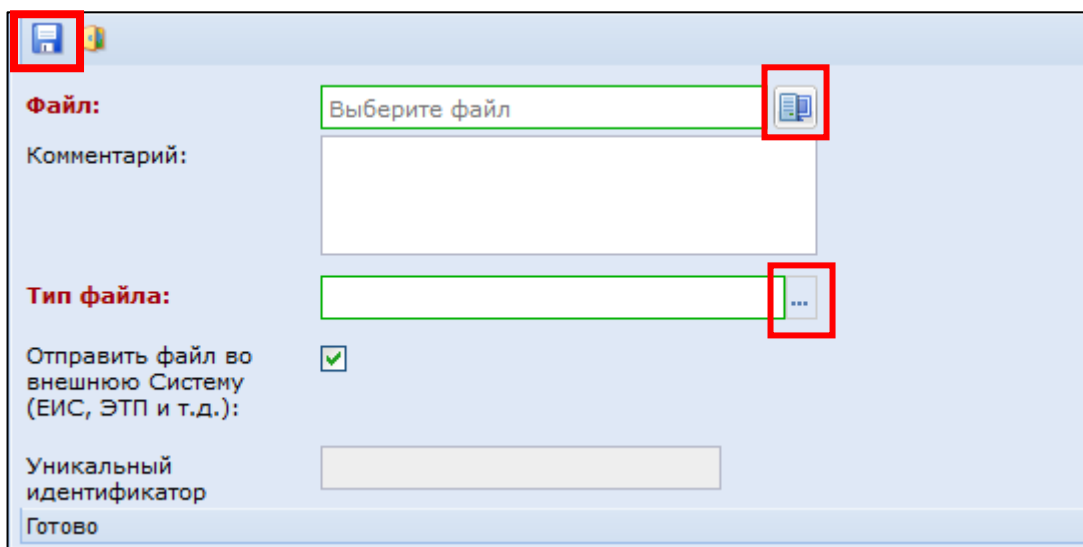 Файл:
Выберите файл
Комментарий:
Тип файла:
...
Отправить файл во
внешнюю Систему
(ЕИС, ЭТП и т.д.):
Уникальный
идентификатор
Готово